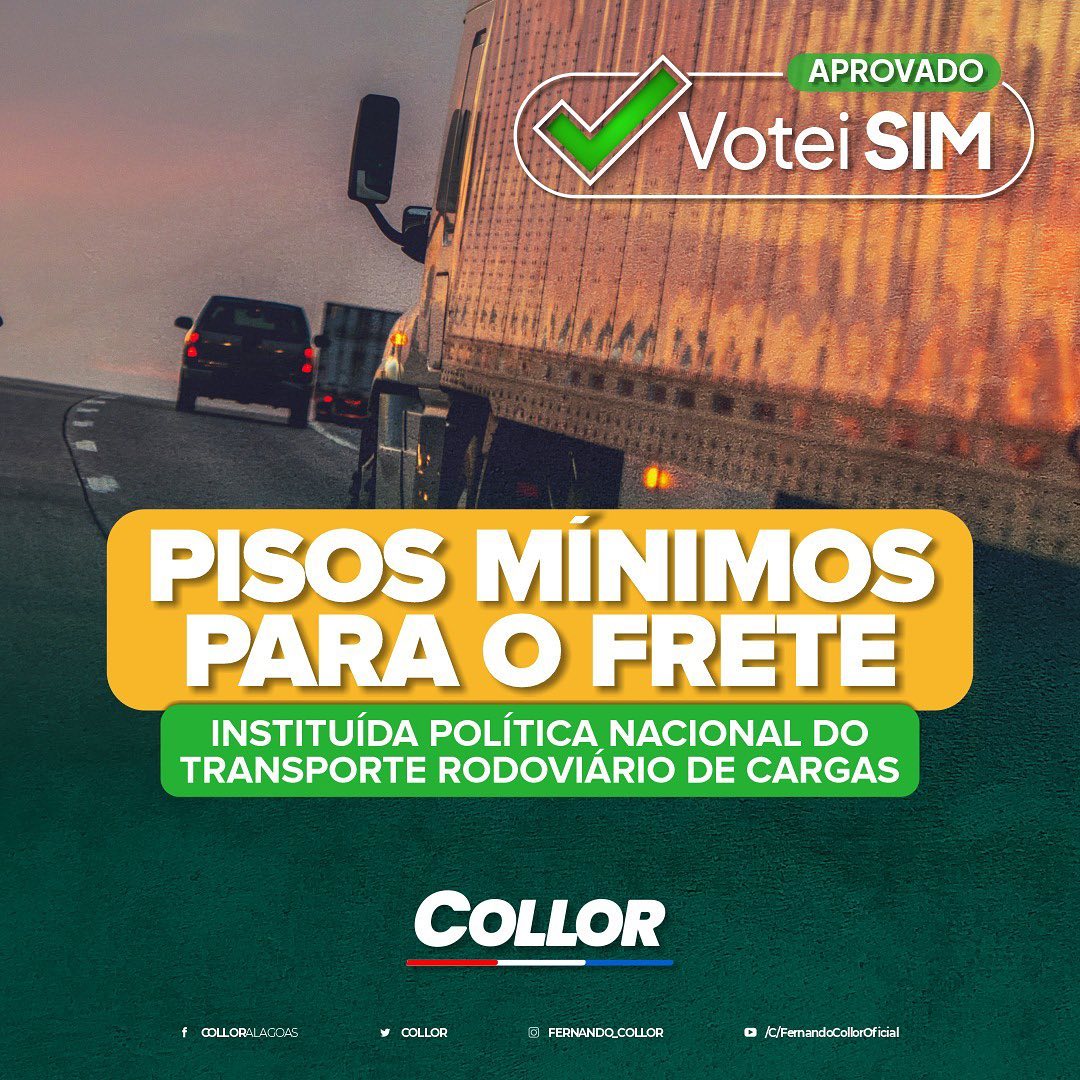 APROVADO
Votei SIM
PISOS MÍNIMOS
PARA O FRETE
INSTITUÍDA POLÍTICA NACIONAL DO
TRANSPORTE RODOVIÁRIO DE CARGAS
COLLOR
COLLORALAGOAS COLLOR FERNANDO_COLLOR /C/FernandoCollorOficial